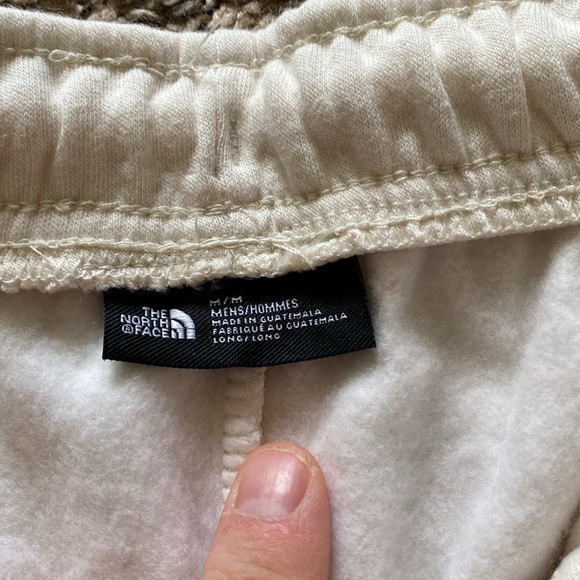 THE
NORTH
FACE
®
M/M
MENS/HOMMES
MADE IN GUATEMALA
FABRIQUÉ AU GUATEMALA
LONG/LONG